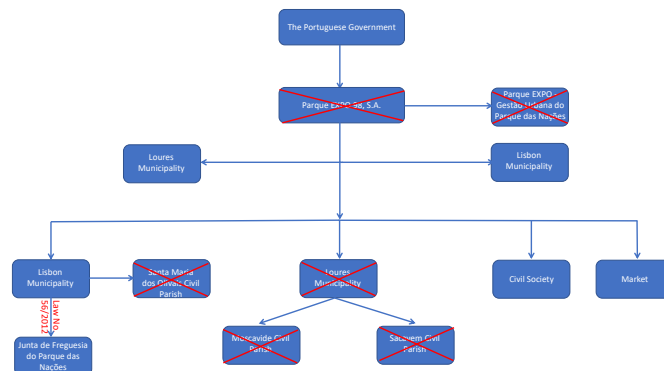 The Portuguese Government
Parque EXPO 98, S.A.
Parque EXPO –
Gestão Urbana do
Parque das Nações
Loures
Municipality
Lisbon
Municipality
Lisbon
Municipality
Santa Maria
dos Olivais Civil
Parish
Loures
Municipality
Civil Society
Market
Law No.
56/2012
Moscavide Civil
Parish
Sacavem Civil
Parish
Junta de Freguesia
do Parque das
Nações